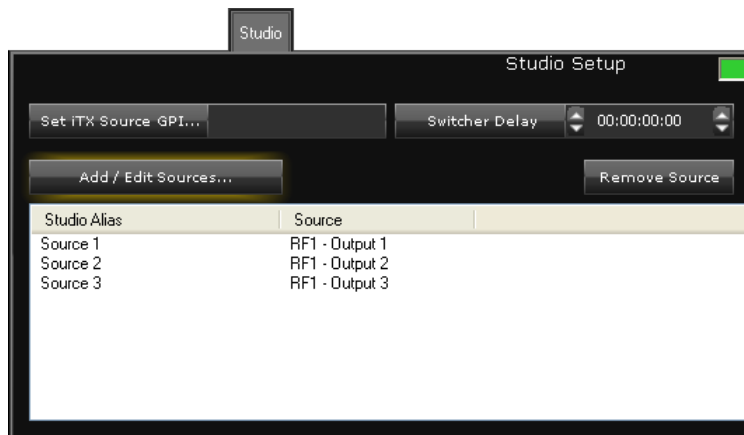 Studio
Studio Setup
Set iTX Source GPI... Switcher Delay 00:00:00:00
Add / Edit Sources... Remove Source
Studio Alias Source
Source 1 RF1 - Output 1
Source 2 RF1 - Output 2
Source 3 RF1 - Output 3